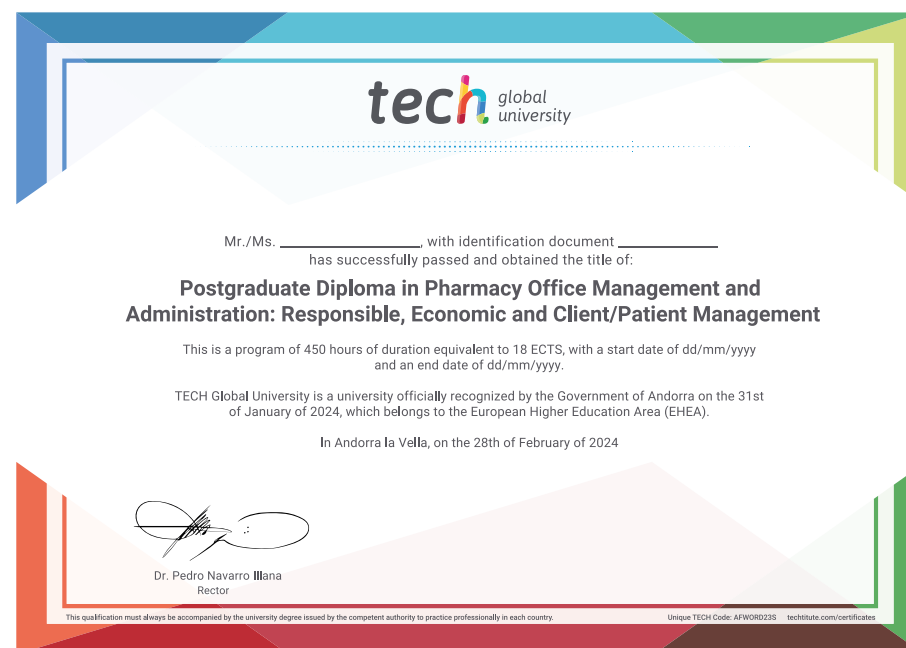 tech global university
Mr./Ms. ____________, with identification document ____________
has successfully passed and obtained the title of:
Postgraduate Diploma in Pharmacy Office Management and
Administration: Responsible, Economic and Client/Patient Management
This is a program of 450 hours of duration equivalent to 18 ECTS, with a start date of dd/mm/yyyy
and an end date of dd/mm/yyyy.
TECH Global University is a university officially recognized by the Government of Andorra on the 31st
of January of 2024, which belongs to the European Higher Education Area (EHEA).
In Andorra la Vella, on the 28th of February of 2024
Dr. Pedro Navarro Illana
Rector
This qualification must always be accompanied by the university degree issued by the competent authority to practice professionally in each country.
Unique TECH Code: AFWORD23S techtitute.com/certificates